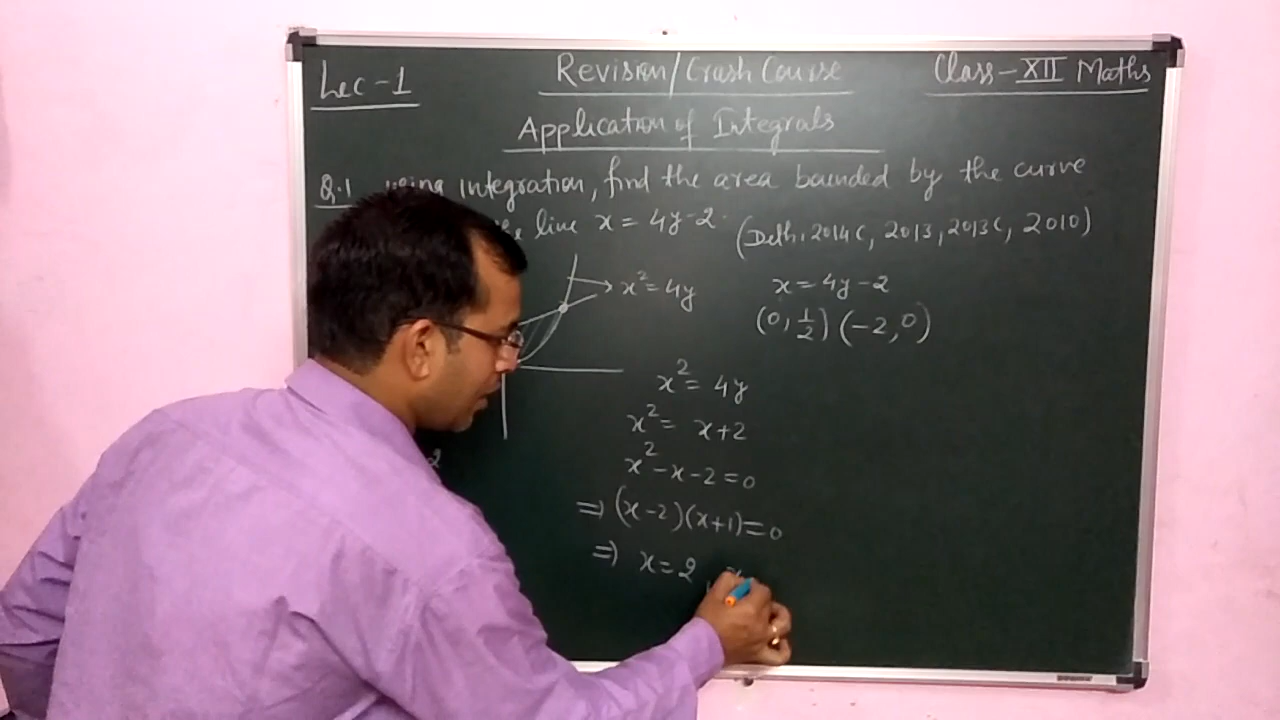 Lec-1
Revision/Crash Course
Class-XII Maths
Application of Integrals
Q.1 using integration, find the area bounded by the curve
line x = 4y-2. (Delhi 2014C, 2013, 2013C, 2010)
x² = 4y
x = 4y-2
(0, 1/2) (-2, 0)
x² = 4y
x² = x+2
x²-x-2=0
⇒ (x-2)(x+1)=0
⇒ x=2, x
2